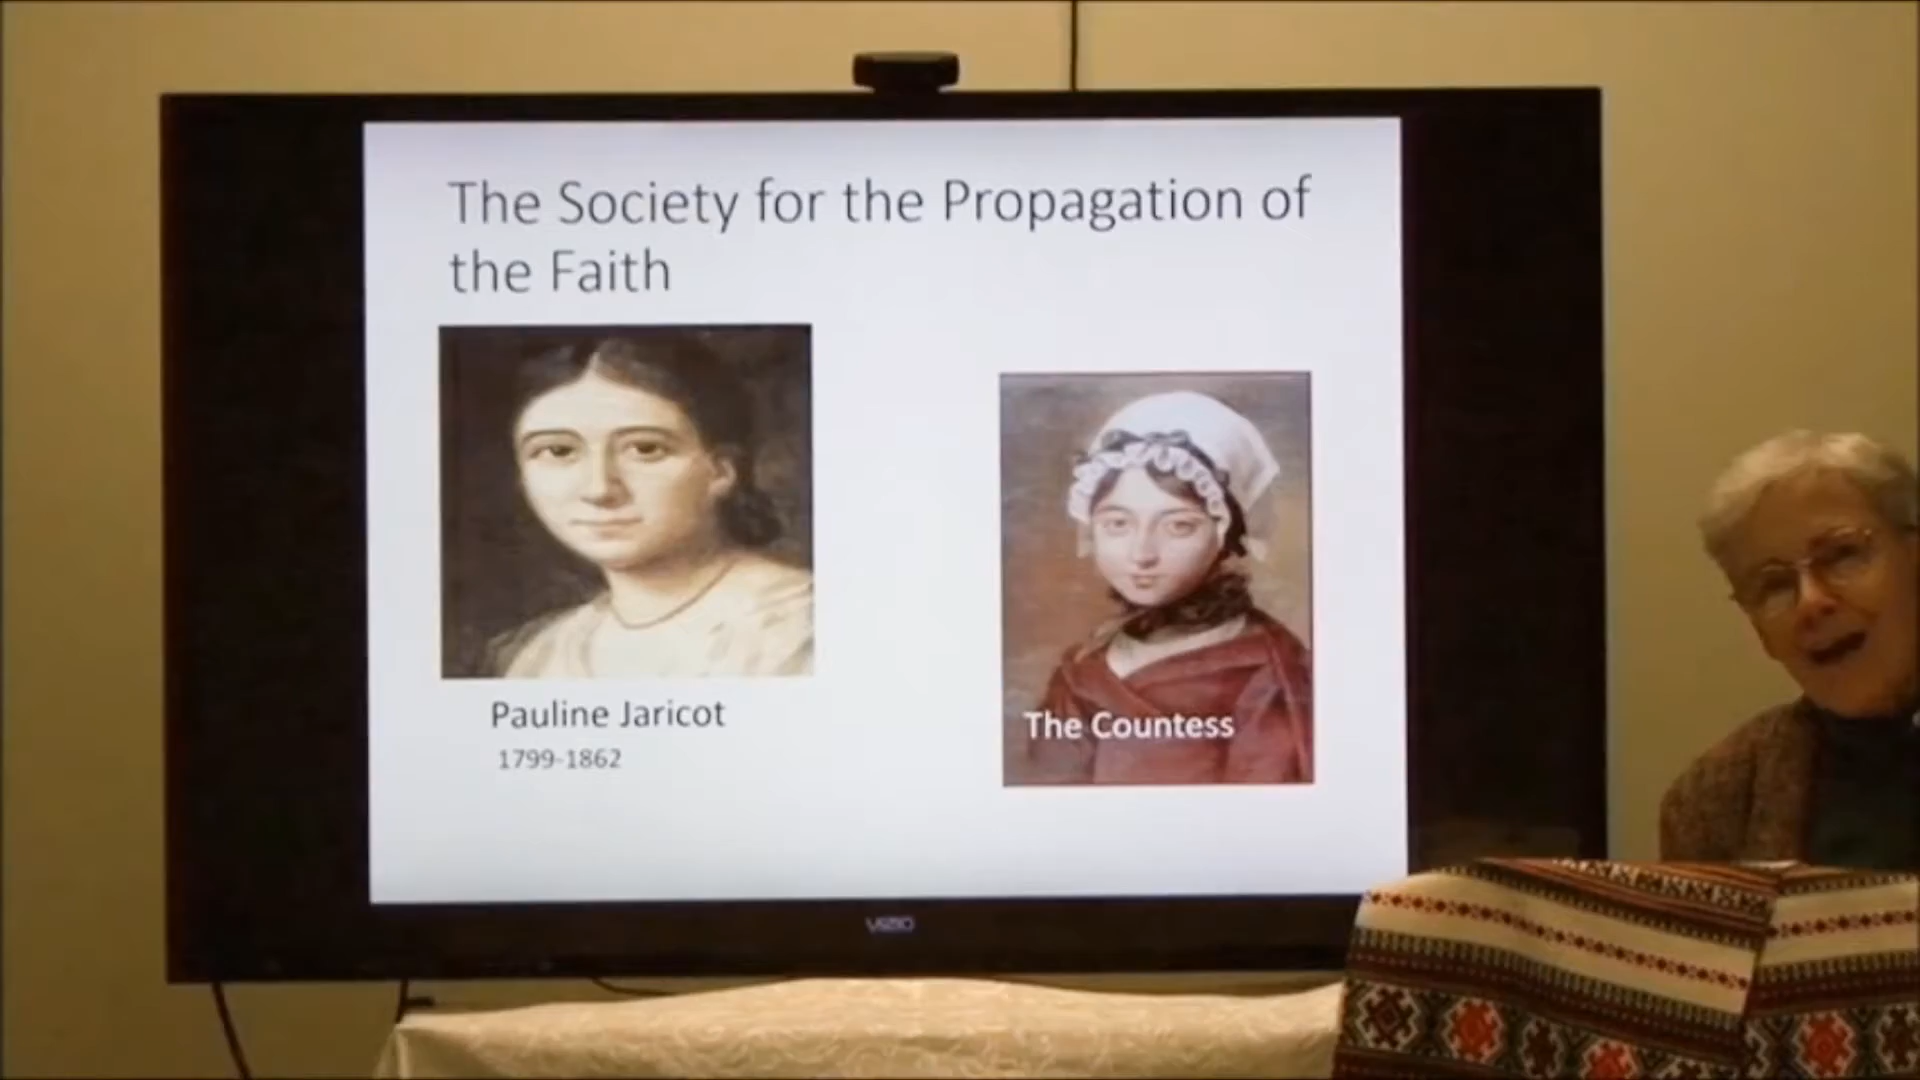 The Society for the Propagation of
the Faith
Pauline Jaricot
1799-1862
The Countess
VIZIO